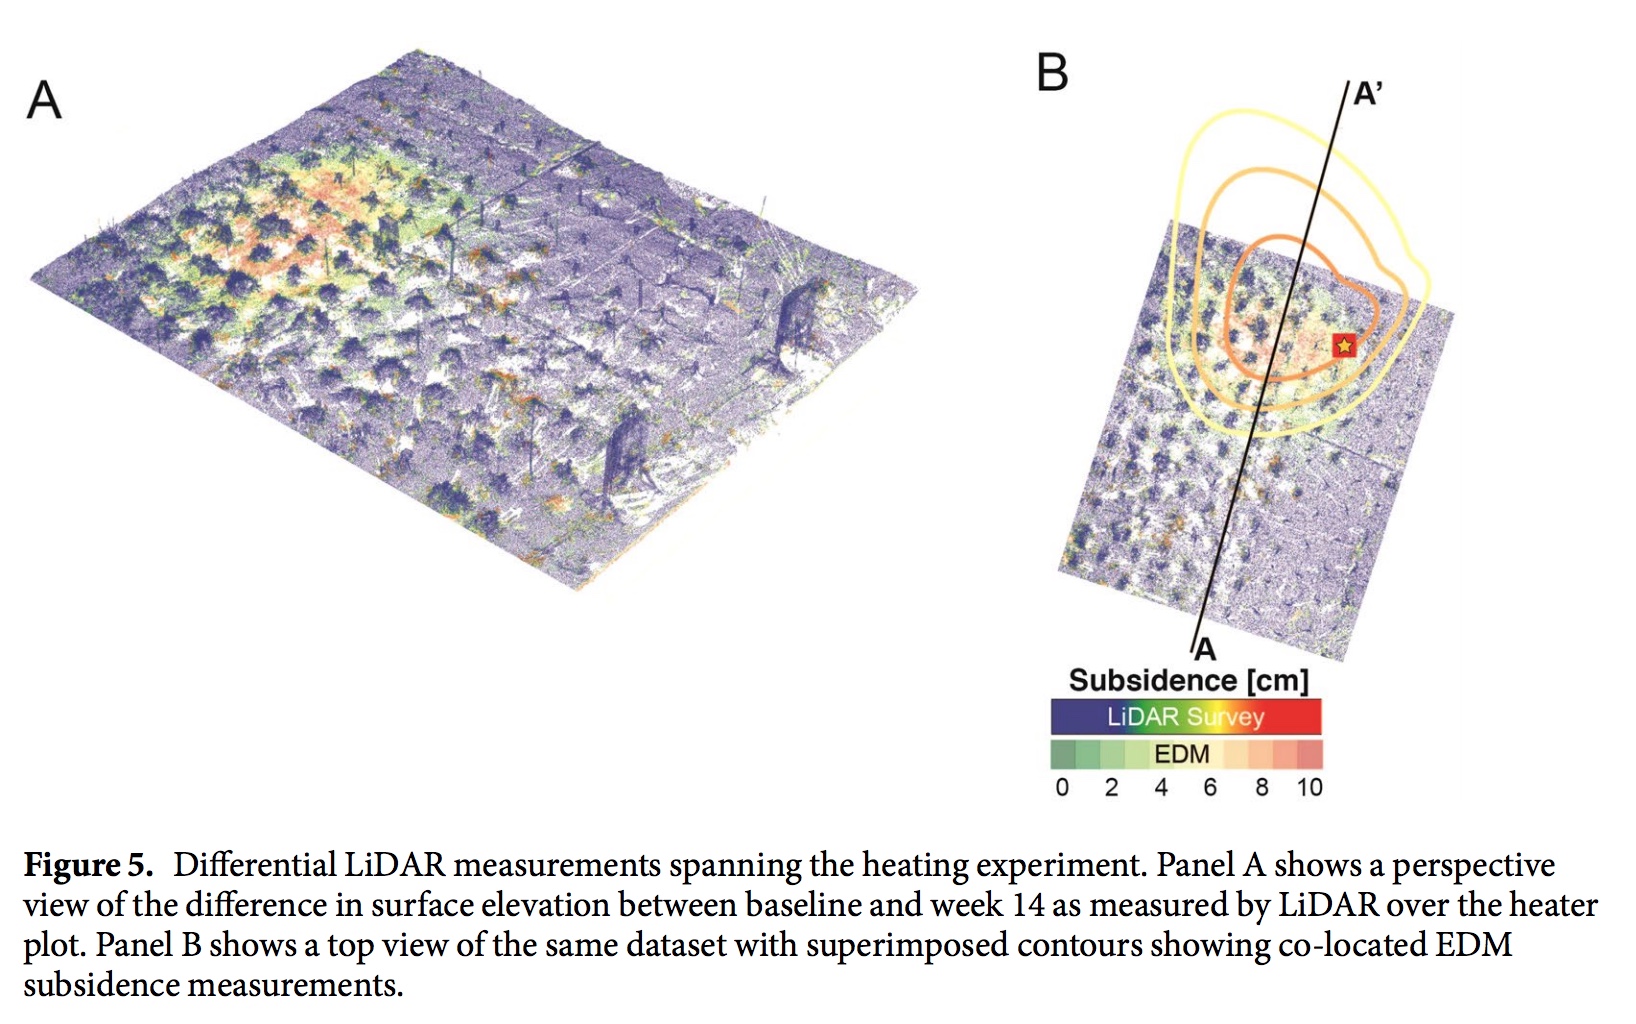 A
B
A’
A
Subsidence [cm]
LiDAR Survey
EDM
0 2 4 6 8 10
Figure 5. Differential LiDAR measurements spanning the heating experiment. Panel A shows a perspective
view of the difference in surface elevation between baseline and week 14 as measured by LiDAR over the heater
plot. Panel B shows a top view of the same dataset with superimposed contours showing co-located EDM
subsidence measurements.